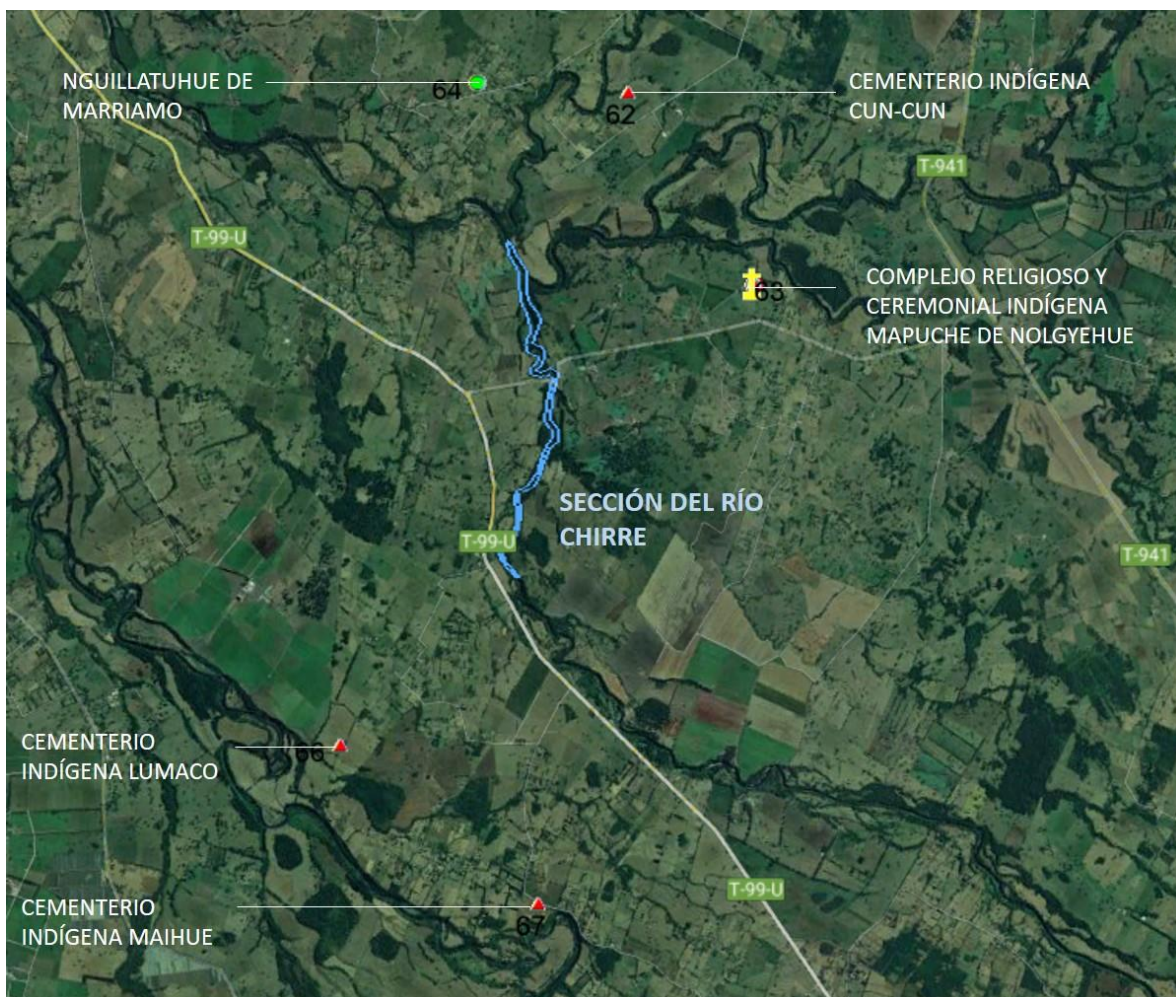 NGUILLATUHUE DE
MARRIAMO
64
62
CEMENTERIO INDÍGENA
CUN-CUN
T-941
T-99-U
63
COMPLEJO RELIGIOSO Y
CEREMONIAL INDÍGENA
MAPUCHE DE NOLGYEHUE
SECCIÓN DEL RÍO
CHIRRE
T-99-U
T-941
CEMENTERIO
INDÍGENA LUMACO
66
T-99-U
CEMENTERIO
INDÍGENA MAIHUE
67